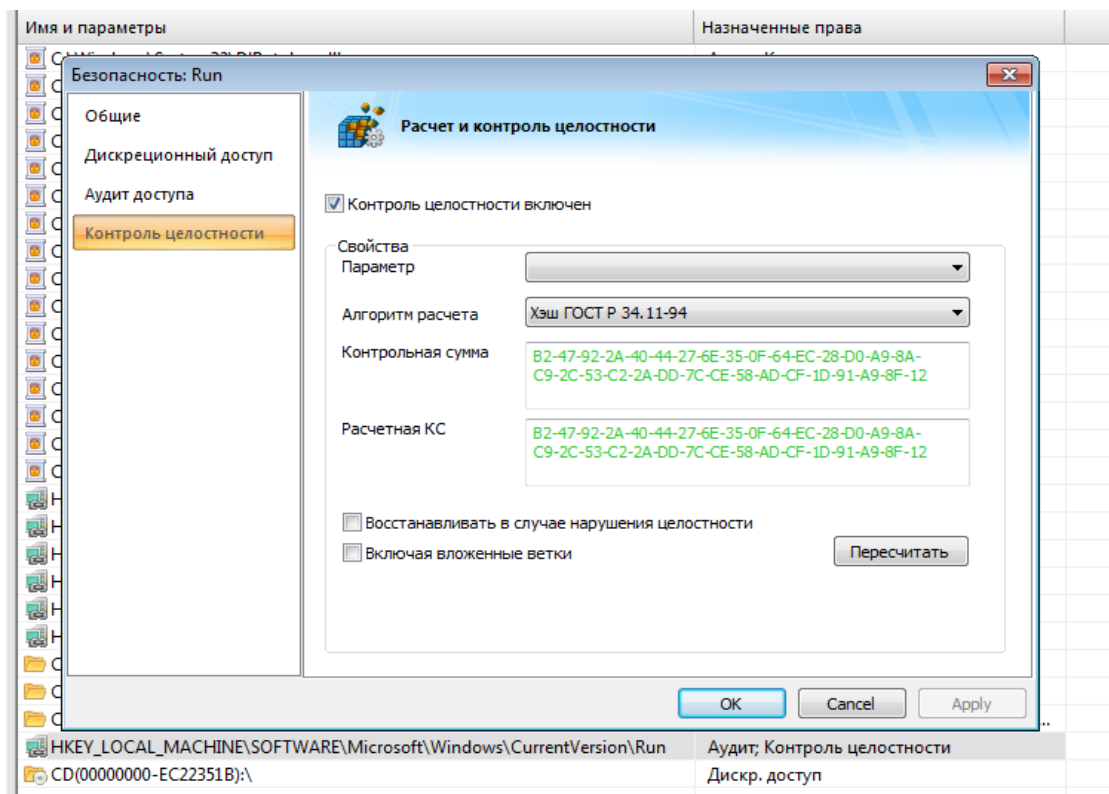 Имя и параметры
Назначенные права
Безопасность: Run
Общие
Дискреционный доступ
Аудит доступа
Контроль целостности
Расчет и контроль целостности
Контроль целостности включен
Свойства
Параметр
Алгоритм расчета
Хэш ГОСТ Р 34.11-94
Контрольная сумма
B2-47-92-2A-40-44-27-6E-35-0F-64-EC-28-D0-A9-8A-
C9-2C-53-C2-2A-DD-7C-CE-58-AD-CF-1D-91-A9-8F-12
Расчетная КС
B2-47-92-2A-40-44-27-6E-35-0F-64-EC-28-D0-A9-8A-
C9-2C-53-C2-2A-DD-7C-CE-58-AD-CF-1D-91-A9-8F-12
Восстанавливать в случае нарушения целостности
Включая вложенные ветки
Пересчитать
OK
Cancel
Apply
HKEY_LOCAL_MACHINE\SOFTWARE\Microsoft\Windows\CurrentVersion\Run
Аудит; Контроль целостности
CD(00000000-EC22351B):\
Дискр. доступ